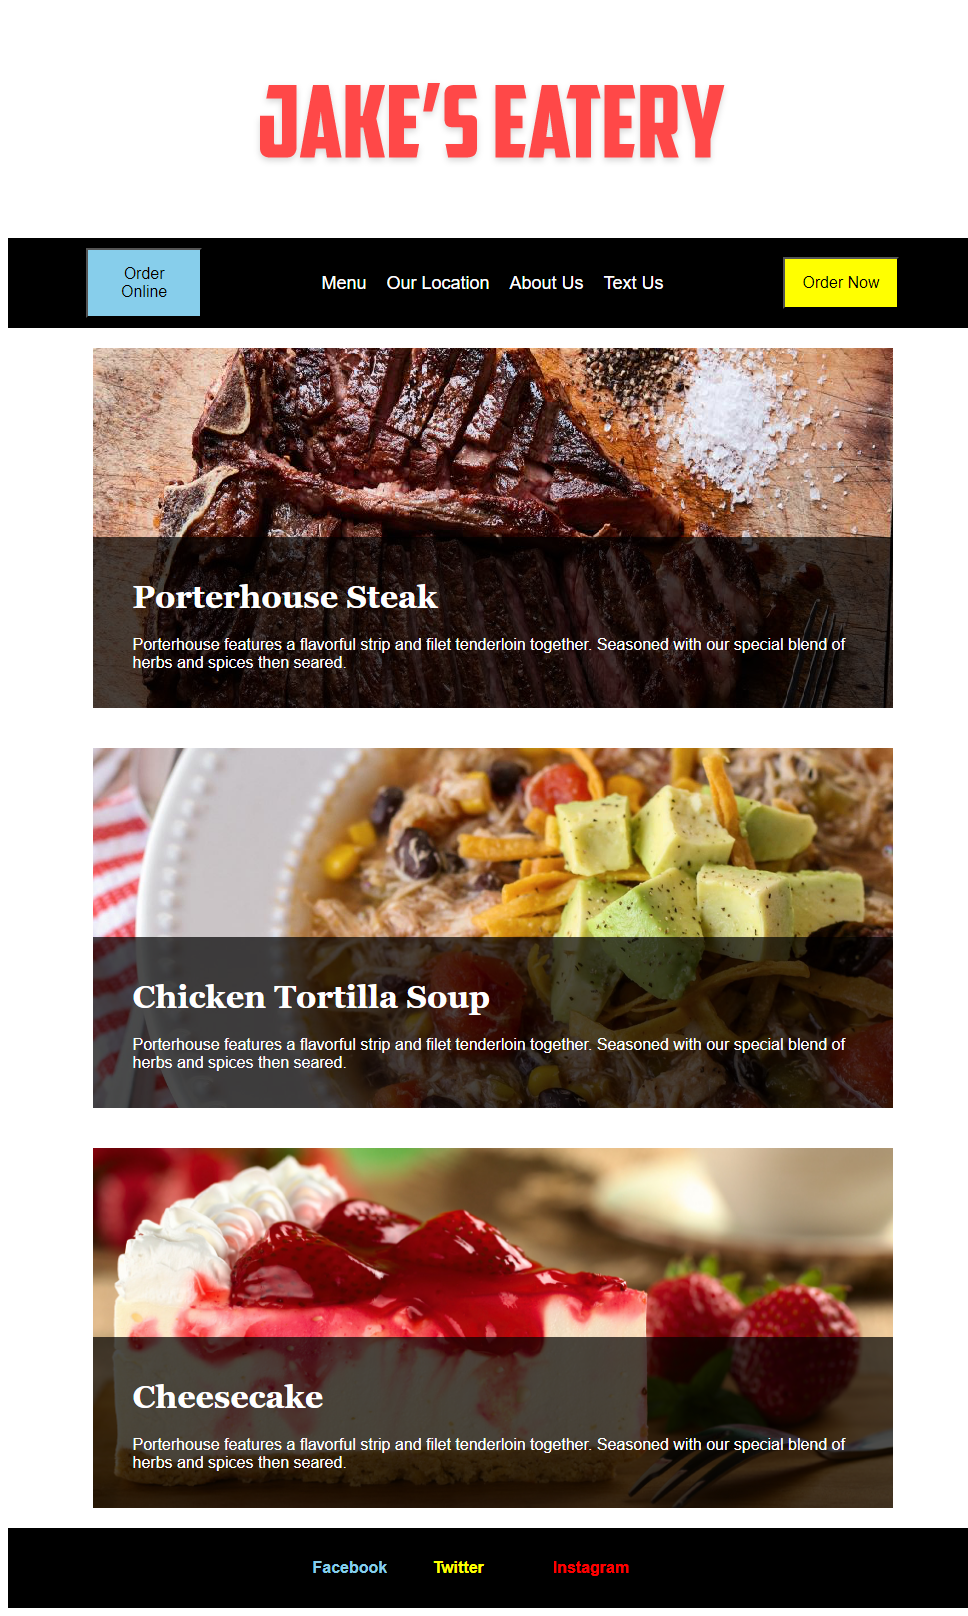 JAKE'S EATERY
Order
Online
Menu Our Location About Us Text Us
Order Now
Porterhouse Steak
Porterhouse features a flavorful strip and filet tenderloin together. Seasoned with our special blend of
herbs and spices then seared.
Chicken Tortilla Soup
Porterhouse features a flavorful strip and filet tenderloin together. Seasoned with our special blend of
herbs and spices then seared.
Cheesecake
Porterhouse features a flavorful strip and filet tenderloin together. Seasoned with our special blend of
herbs and spices then seared.
Facebook Twitter Instagram